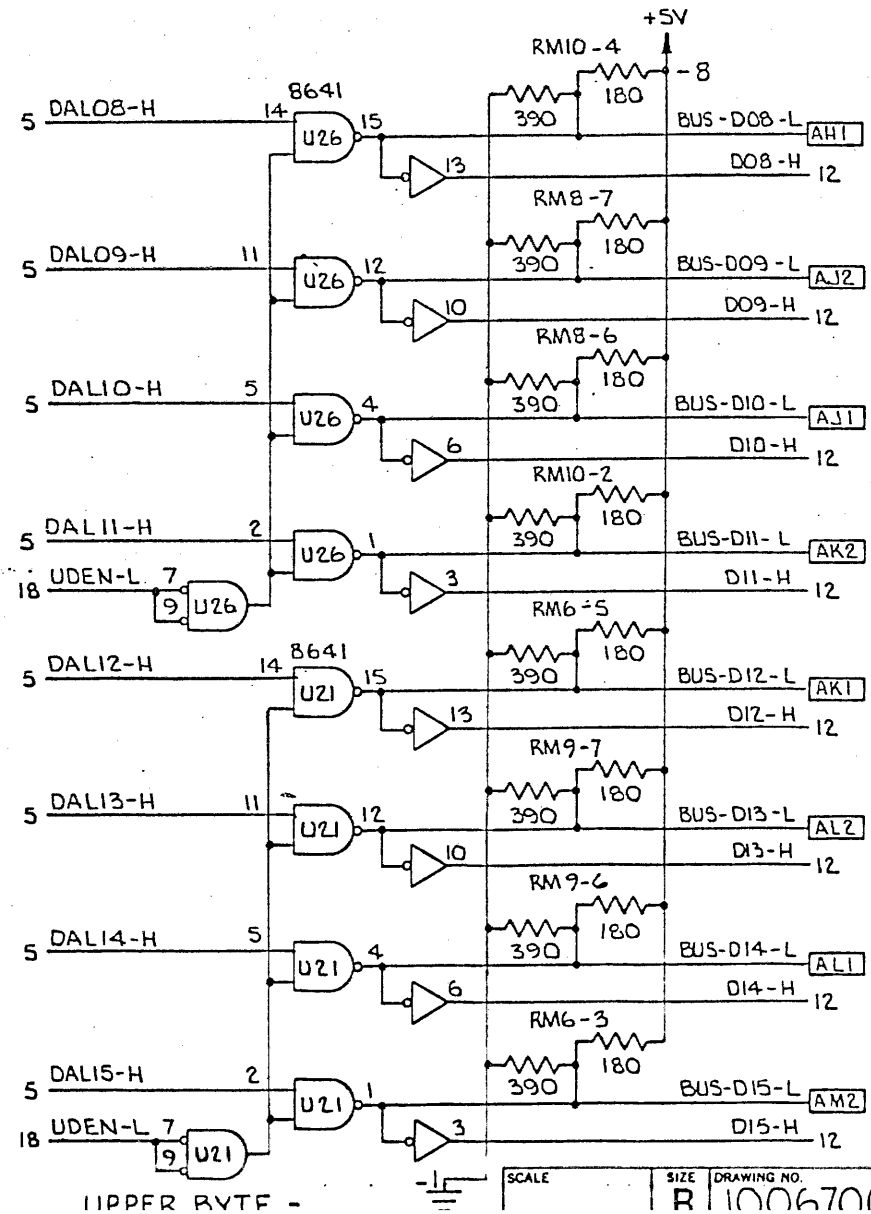 +5V
RM10-4
8641
-8
180
5 DAL08-H 14 U26 15 390 BUS-D08-L AH1
13 D08-H 12
RM8-7
180
5 DAL09-H 11 U26 12 390 BUS-D09-L AJ2
10 D09-H 12
RM8-6
180
5 DAL10-H 5 U26 4 390 BUS-D10-L AJ1
6 D10-H 12
RM10-2
180
5 DAL11-H 2 U26 1 390 BUS-D11-L AK2
3 D11-H 12
18 UDEN-L 7 9 U26
RM6-5
8641
180
5 DAL12-H 14 U21 15 390 BUS-D12-L AK1
13 D12-H 12
RM9-7
180
5 DAL13-H 11 U21 12 390 BUS-D13-L AL2
10 D13-H 12
RM9-6
180
5 DAL14-H 5 U21 4 390 BUS-D14-L AL1
6 D14-H 12
RM6-3
180
5 DAL15-H 2 U21 1 390 BUS-D15-L AM2
3 D15-H 12
18 UDEN-L 7 9 U21
-1
UPPER BYTE -
SCALE
SIZE
B
DRAWING NO.